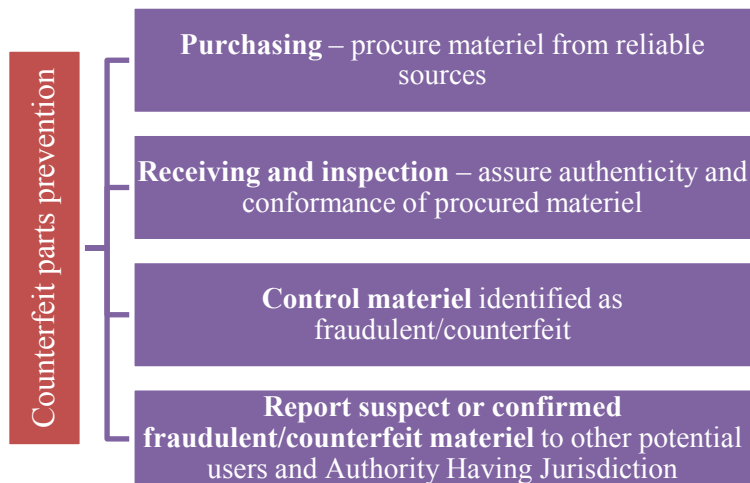 Counterfeit parts prevention
Purchasing – procure materiel from reliable
sources
Receiving and inspection – assure authenticity and
conformance of procured materiel
Control materiel identified as
fraudulent/counterfeit
Report suspect or confirmed
fraudulent/counterfeit materiel to other potential
users and Authority Having Jurisdiction